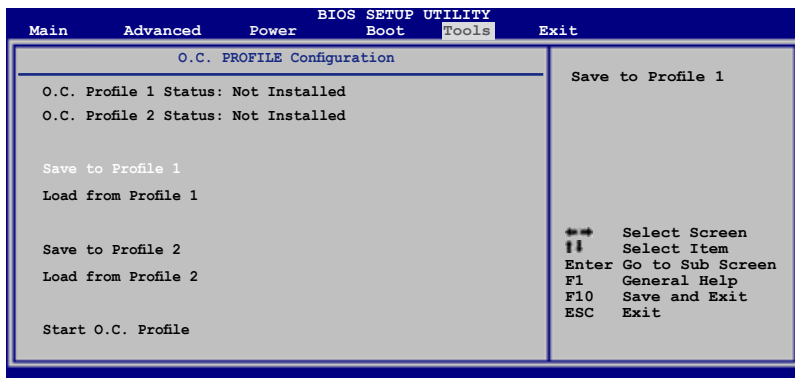 BIOS SETUP UTILITY
Main Advanced Power Boot Tools Exit
O.C. PROFILE Configuration
O.C. Profile 1 Status: Not Installed
O.C. Profile 2 Status: Not Installed
Save to Profile 1
Load from Profile 1
Save to Profile 2
Load from Profile 2
Start O.C. Profile
Save to Profile 1
←→ Select Screen
↑↓ Select Item
Enter Go to Sub Screen
F1 General Help
F10 Save and Exit
ESC Exit